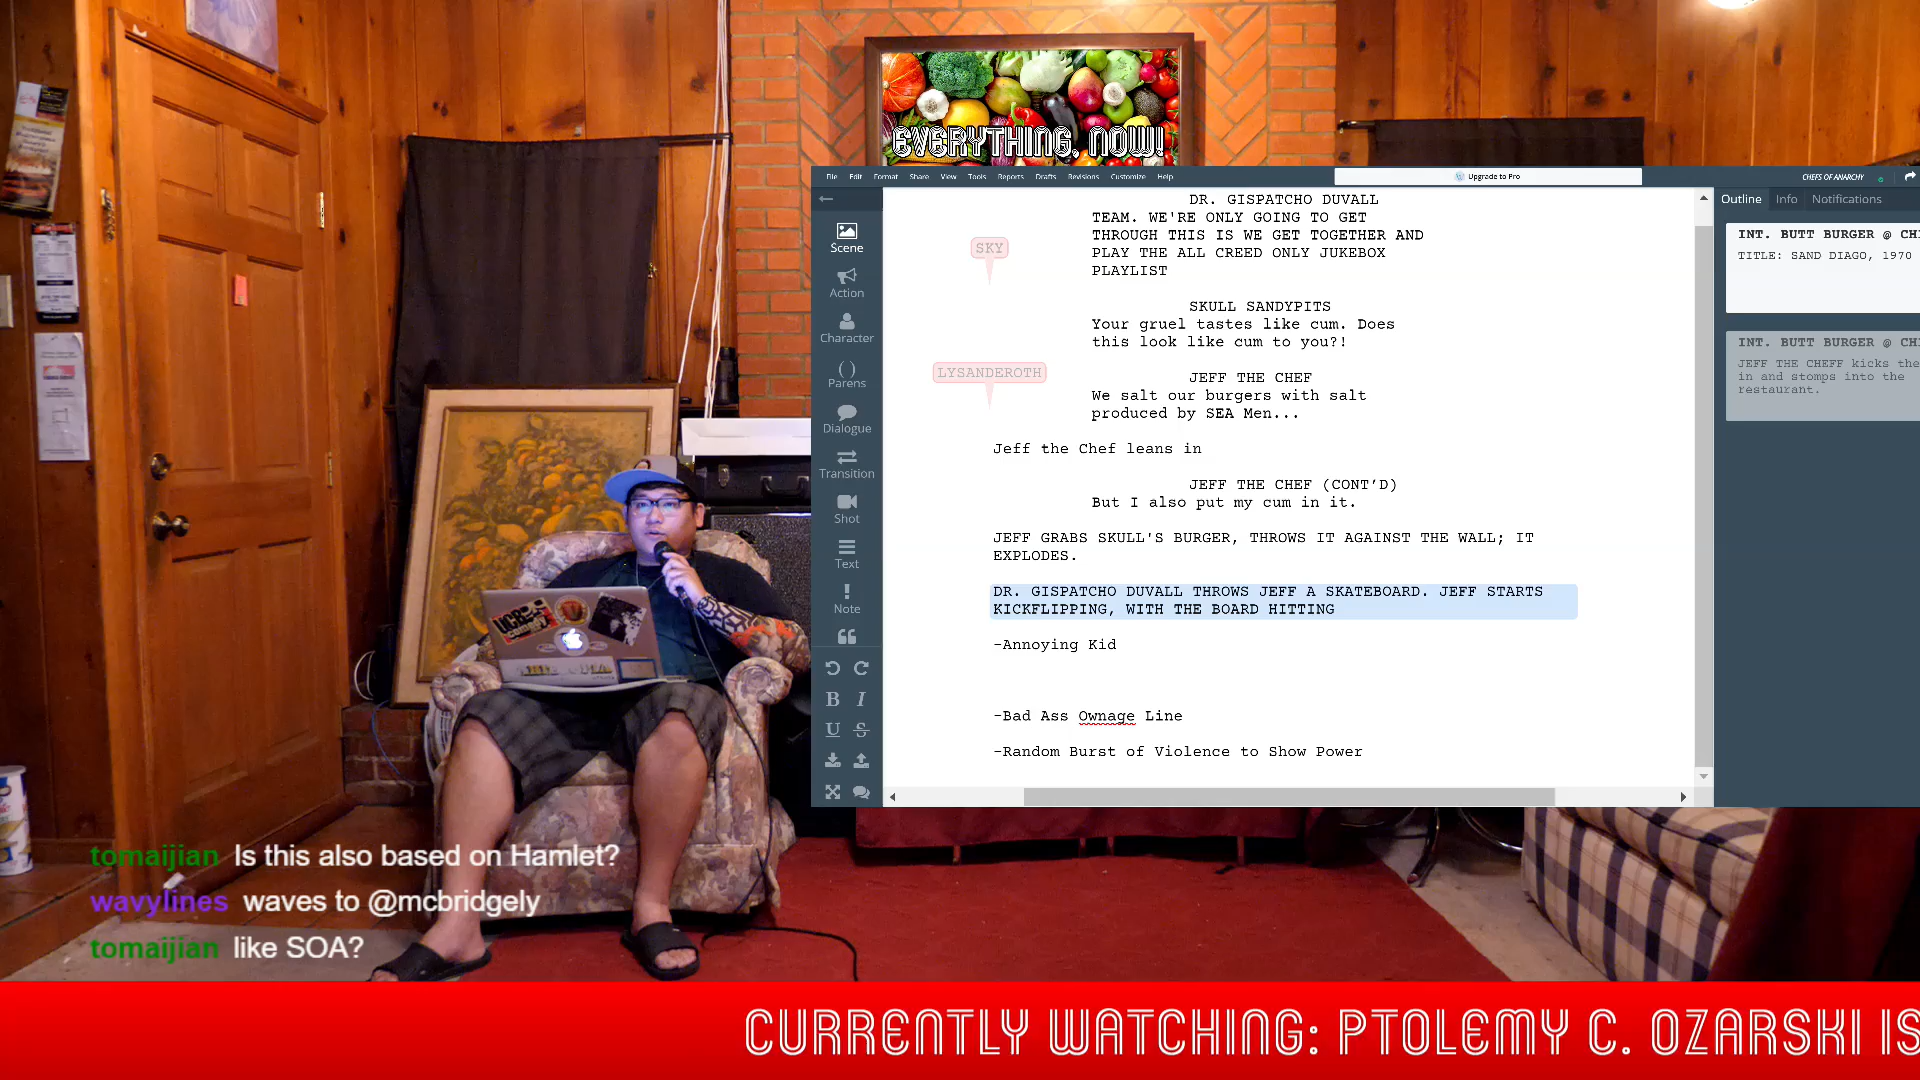 EVERYTHING, NOW!
File Edit Format Share View Tools Reports Drafts Revisions Customize Help
Upgrade to Pro
CHEFS OF ANARCHY
Scene
Action
Character
( )
Parens
Dialogue
Transition
Shot
Text
!
Note
B I
U S
SKY
LYSANDEROTH
DR. GISPATCHO DUVALL
TEAM. WE'RE ONLY GOING TO GET
THROUGH THIS IS WE GET TOGETHER AND
PLAY THE ALL CREED ONLY JUKEBOX
PLAYLIST
SKULL SANDYPITS
Your gruel tastes like cum. Does
this look like cum to you?!
JEFF THE CHEF
We salt our burgers with salt
produced by SEA Men...
Jeff the Chef leans in
JEFF THE CHEF (CONT'D)
But I also put my cum in it.
JEFF GRABS SKULL'S BURGER, THROWS IT AGAINST THE WALL; IT
EXPLODES.
DR. GISPATCHO DUVALL THROWS JEFF A SKATEBOARD. JEFF STARTS
KICKFLIPPING, WITH THE BOARD HITTING
-Annoying Kid
-Bad Ass Ownage Line
-Random Burst of Violence to Show Power
Outline Info Notifications
INT. BUTT BURGER @ CH
TITLE: SAND DIAGO, 1970
INT. BUTT BURGER @ CH
JEFF THE CHEFF kicks the
in and stomps into the
restaurant.
UCB
comedy
tomaijian Is this also based on Hamlet?
wavylines waves to @mcbridgely
tomaijian like SOA?
CURRENTLY WATCHING: PTOLEMY C. OZARSKI IS